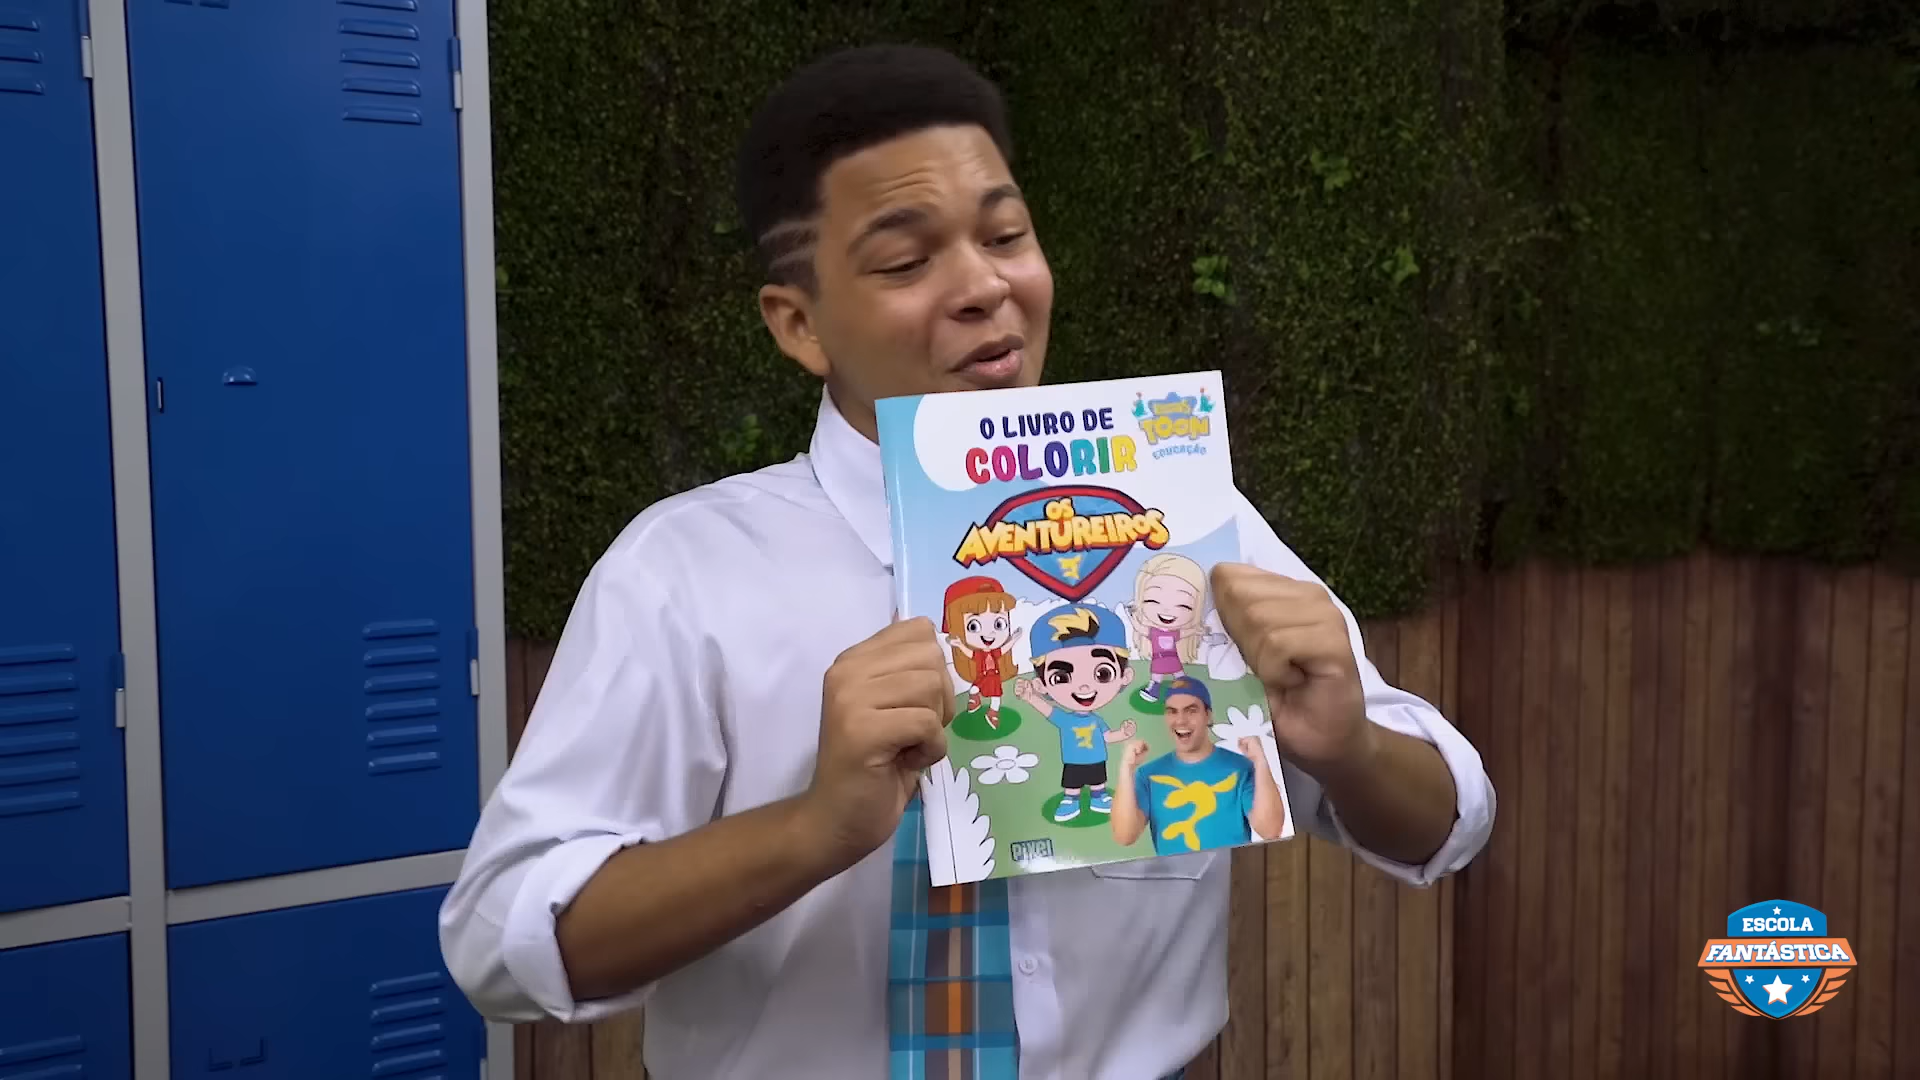 O LIVRO DE
COLORIR
TOON
EDUCAÇÃO
OS
AVENTUREIROS
PIXEL
ESCOLA
FANTÁSTICA